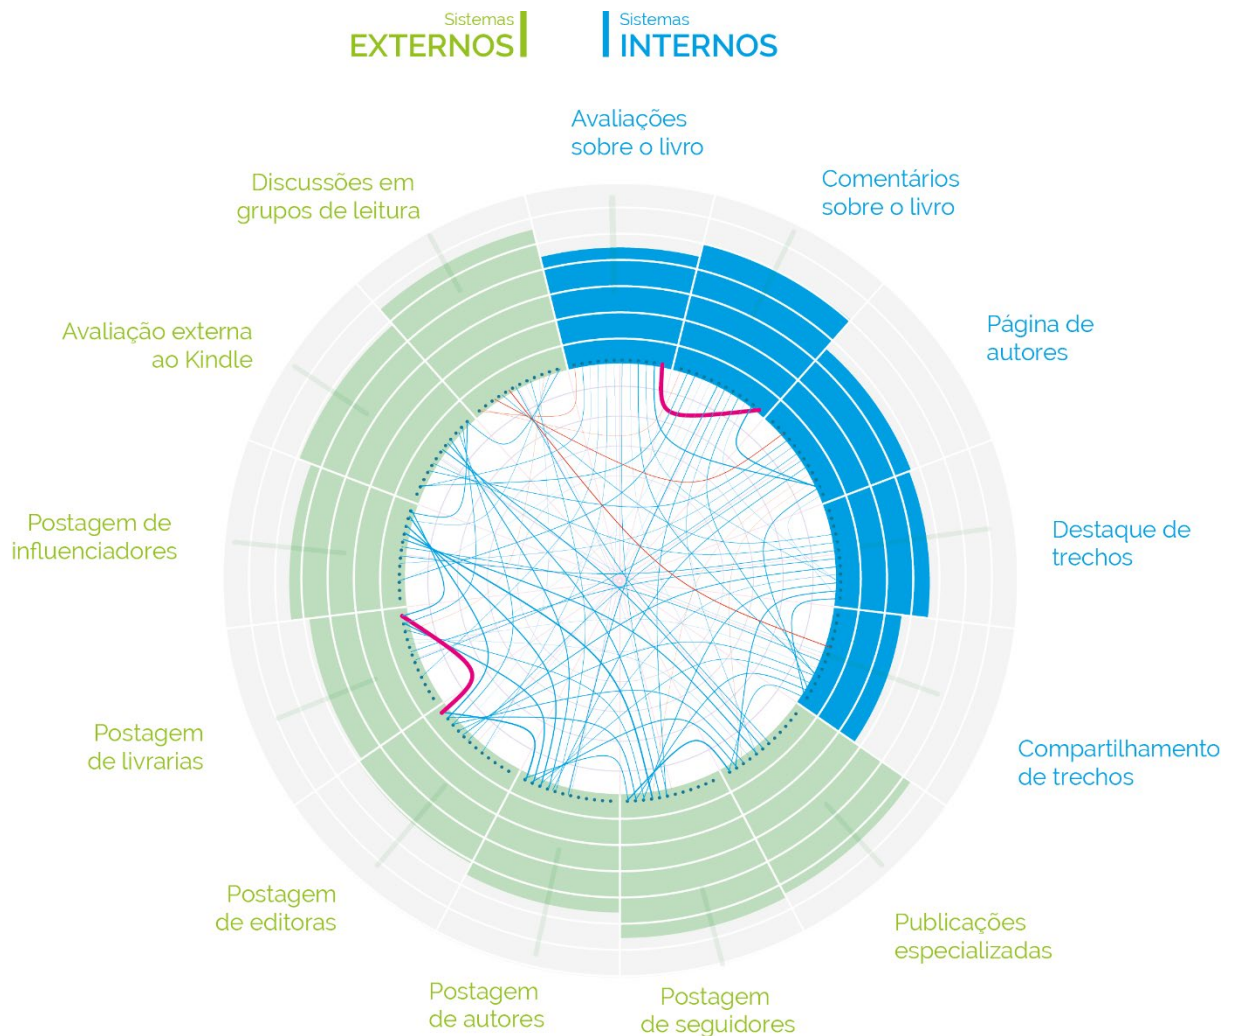 Sistemas
EXTERNOS
Sistemas
INTERNOS
Avaliações
sobre o livro
Comentários
sobre o livro
Página de
autores
Destaque de
trechos
Compartilhamento
de trechos
Publicações
especializadas
Postagem
de seguidores
Postagem
de autores
Postagem
de editoras
Postagem
de livrarias
Postagem de
influenciadores
Avaliação externa
ao Kindle
Discussões em
grupos de leitura